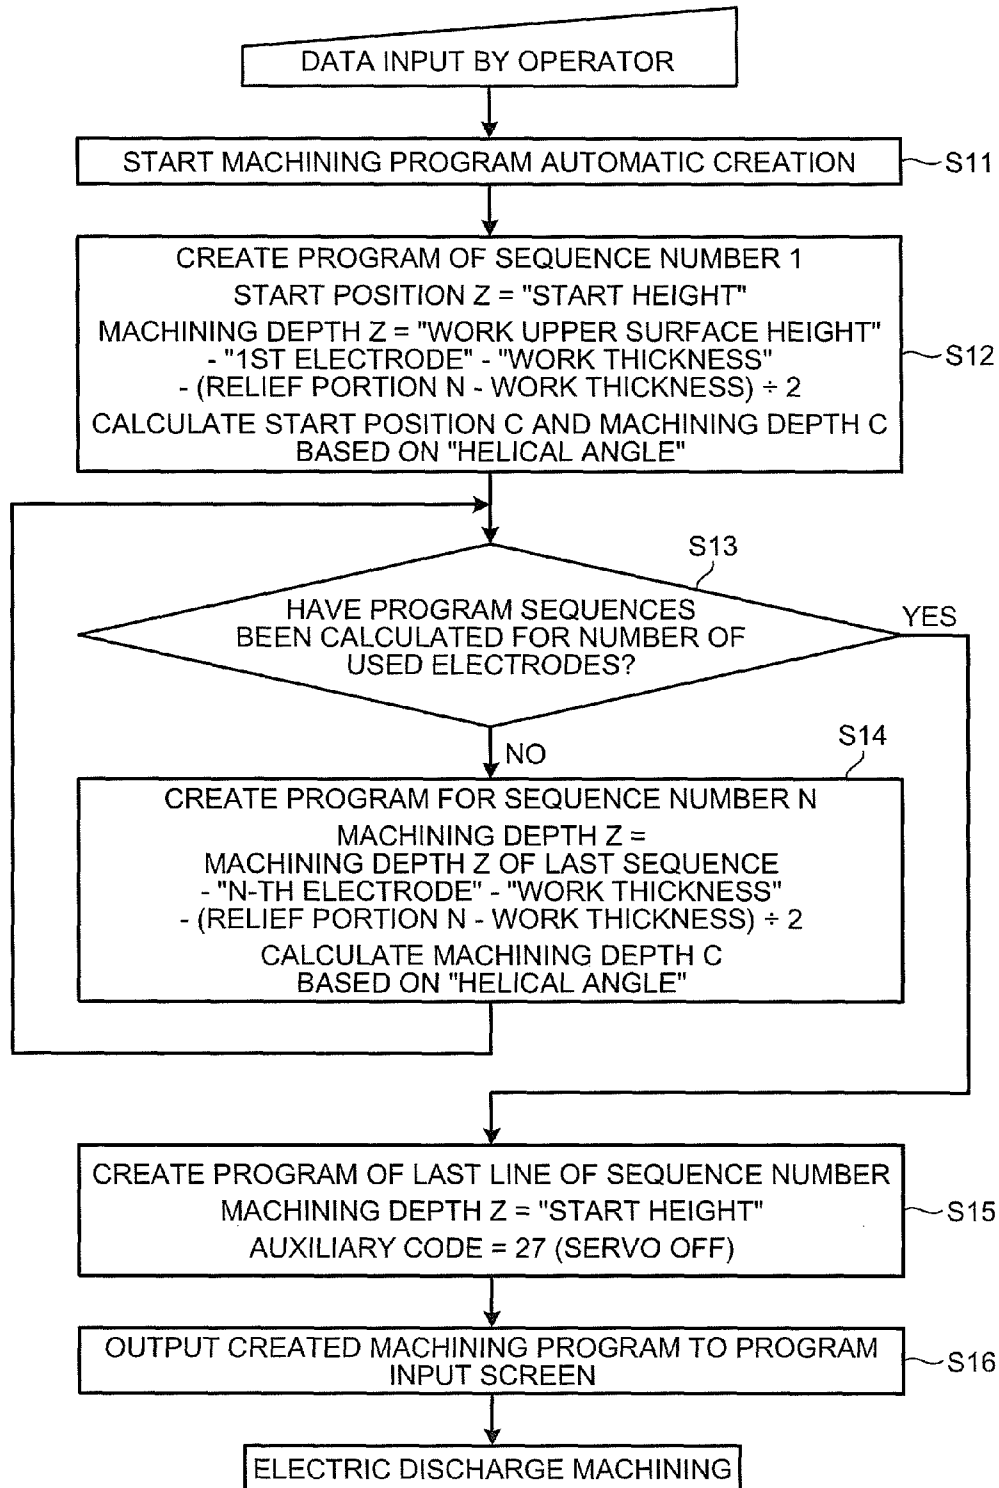 DATA INPUT BY OPERATOR
START MACHINING PROGRAM AUTOMATIC CREATION
S11
CREATE PROGRAM OF SEQUENCE NUMBER 1
START POSITION Z = "START HEIGHT"
MACHINING DEPTH Z = "WORK UPPER SURFACE HEIGHT"
- "1ST ELECTRODE" - "WORK THICKNESS"
- (RELIEF PORTION N - WORK THICKNESS) ÷ 2
CALCULATE START POSITION C AND MACHINING DEPTH C
BASED ON "HELICAL ANGLE"
S12
S13
HAVE PROGRAM SEQUENCES
BEEN CALCULATED FOR NUMBER OF
USED ELECTRODES?
YES
NO
S14
CREATE PROGRAM FOR SEQUENCE NUMBER N
MACHINING DEPTH Z =
MACHINING DEPTH Z OF LAST SEQUENCE
- "N-TH ELECTRODE" - "WORK THICKNESS"
- (RELIEF PORTION N - WORK THICKNESS) ÷ 2
CALCULATE MACHINING DEPTH C
BASED ON "HELICAL ANGLE"
CREATE PROGRAM OF LAST LINE OF SEQUENCE NUMBER
MACHINING DEPTH Z = "START HEIGHT"
AUXILIARY CODE = 27 (SERVO OFF)
S15
OUTPUT CREATED MACHINING PROGRAM TO PROGRAM
INPUT SCREEN
S16
ELECTRIC DISCHARGE MACHINING